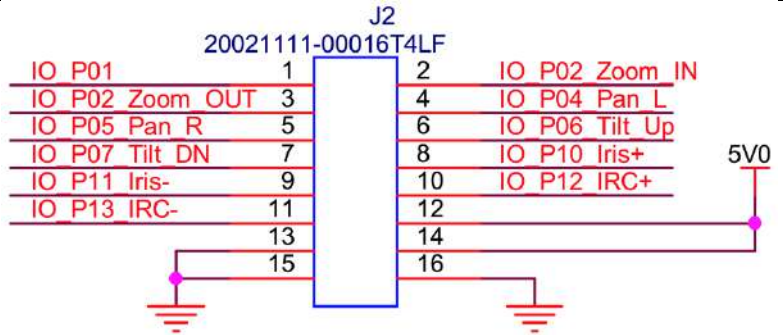 J2
20021111-00016T4LF
IO_P01 1 2 IO_P02_Zoom_IN
IO_P02_Zoom_OUT 3 4 IO_P04_Pan_L
IO_P05_Pan_R 5 6 IO_P06_Tilt_Up
IO_P07_Tilt_DN 7 8 IO_P10_Iris+ 5V0
IO_P11_Iris- 9 10 IO_P12_IRC+
IO_P13_IRC- 11 12
13 14
15 16